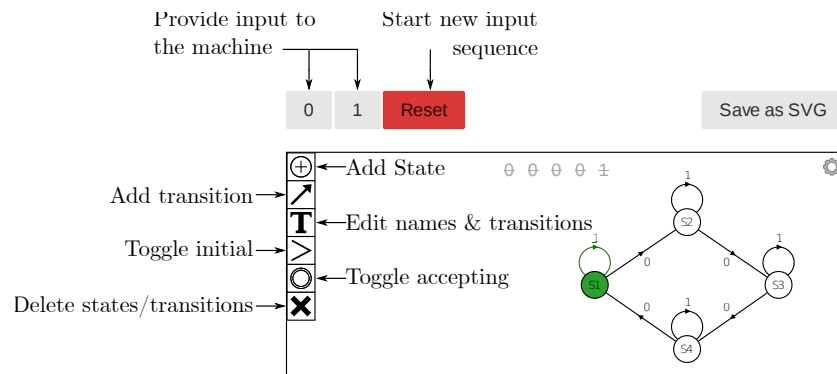 Provide input to
the machine
Start new input
sequence
0
1
Reset
Save as SVG
Add State
0 0 0 0 1
Add transition
T
Edit names & transitions
Toggle initial
Toggle accepting
Delete states/transitions
1
S2
1
1
0
0
S1
S3
0
1
0
S4